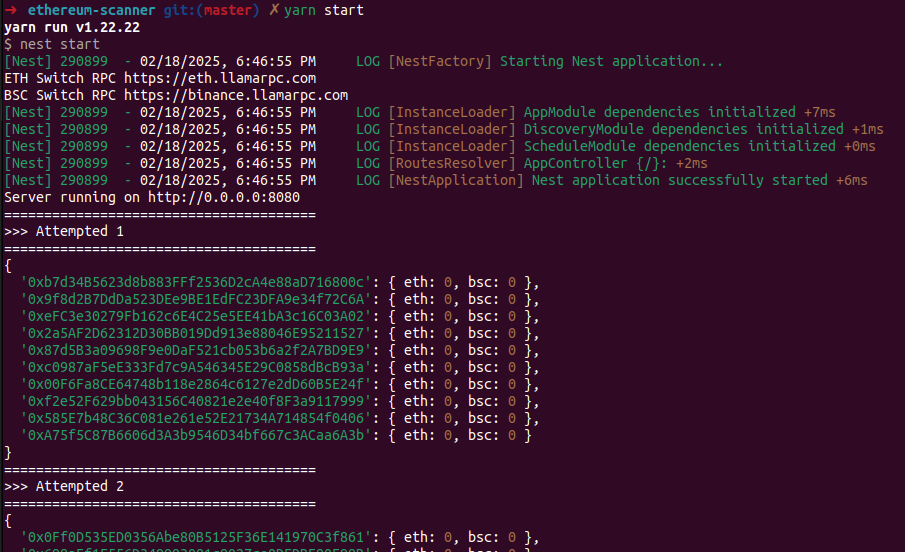 → ethereum-scanner git:(master) ✗ yarn start
yarn run v1.22.22
$ nest start
[Nest] 290899  - 02/18/2025, 6:46:55 PM     LOG [NestFactory] Starting Nest application...
ETH Switch RPC https://eth.llamarpc.com
BSC Switch RPC https://binance.llamarpc.com
[Nest] 290899  - 02/18/2025, 6:46:55 PM     LOG [InstanceLoader] AppModule dependencies initialized +7ms
[Nest] 290899  - 02/18/2025, 6:46:55 PM     LOG [InstanceLoader] DiscoveryModule dependencies initialized +1ms
[Nest] 290899  - 02/18/2025, 6:46:55 PM     LOG [InstanceLoader] ScheduleModule dependencies initialized +0ms
[Nest] 290899  - 02/18/2025, 6:46:55 PM     LOG [RoutesResolver] AppController {/}: +2ms
[Nest] 290899  - 02/18/2025, 6:46:55 PM     LOG [NestApplication] Nest application successfully started +6ms
Server running on http://0.0.0.0:8080
=======================================
>>> Attempted 1
=======================================
{
  '0xb7d34B5623d8b883FFf2536D2cA4e88aD716800c': { eth: 0, bsc: 0 },
  '0x9f8d2B7DdDa523DEe9BE1EdFC23DFA9e34f72C6A': { eth: 0, bsc: 0 },
  '0xeFC3e30279Fb162c6E4C25e5EE41bA3c16C03A02': { eth: 0, bsc: 0 },
  '0x2a5AF2D62312D30BB019Dd913e88046E95211527': { eth: 0, bsc: 0 },
  '0x87d5B3a09698F9e0DaF521cb053b6a2f2A7BD9E9': { eth: 0, bsc: 0 },
  '0xc0987aF5eE333Fd7c9A546345E29C0858dBcB93a': { eth: 0, bsc: 0 },
  '0x00F6Fa8CE64748b118e2864c6127e2dD60B5E24f': { eth: 0, bsc: 0 },
  '0xf2e52F629bb043156C40821e2e40f8F3a9117999': { eth: 0, bsc: 0 },
  '0x585E7b48C36C081e261e52E21734A714854f0406': { eth: 0, bsc: 0 },
  '0xA75f5C87B6606d3A3b9546D34bf667c3ACaa6A3b': { eth: 0, bsc: 0 }
}
=======================================
>>> Attempted 2
=======================================
{
  '0x0Ff0D535ED0356Abe80B5125F36E141970C3f861': { eth: 0, bsc: 0 },